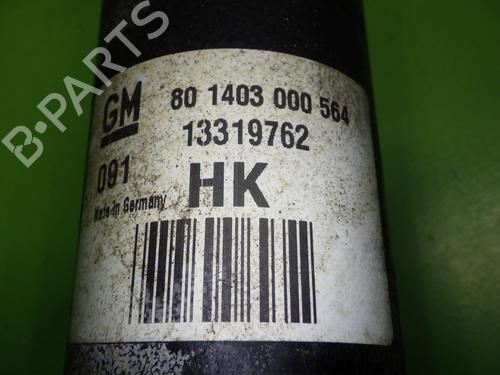 B-PARTS
GM
80 1403 000 564
13319762
091
HK
Made in Germany